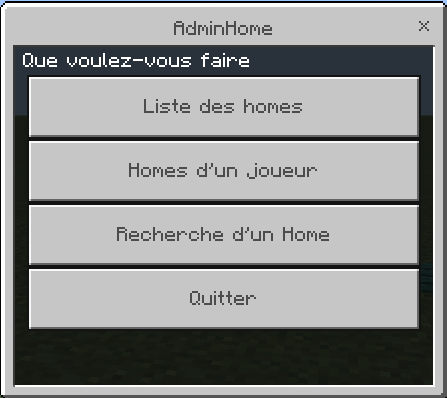 AdminHome
Que voulez-vous faire
Liste des homes
Homes d'un joueur
Recherche d'un Home
Quitter